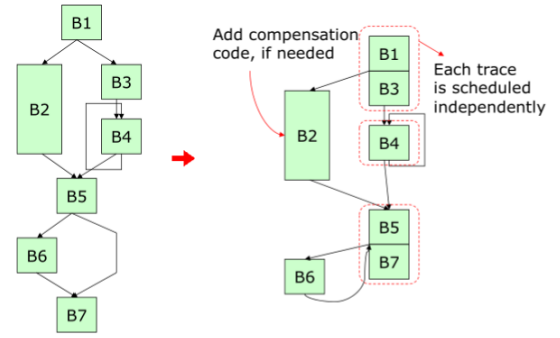 B1
B3
B2
B4
B5
B6
B7
Add compensation
code, if needed
B1
B3
Each trace
is scheduled
independently
B2
B4
B5
B7
B6